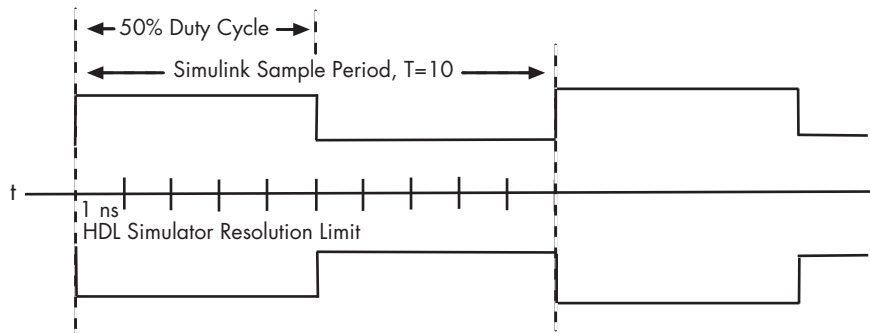 50% Duty Cycle
Simulink Sample Period, T=10
t
1 ns
HDL Simulator Resolution Limit